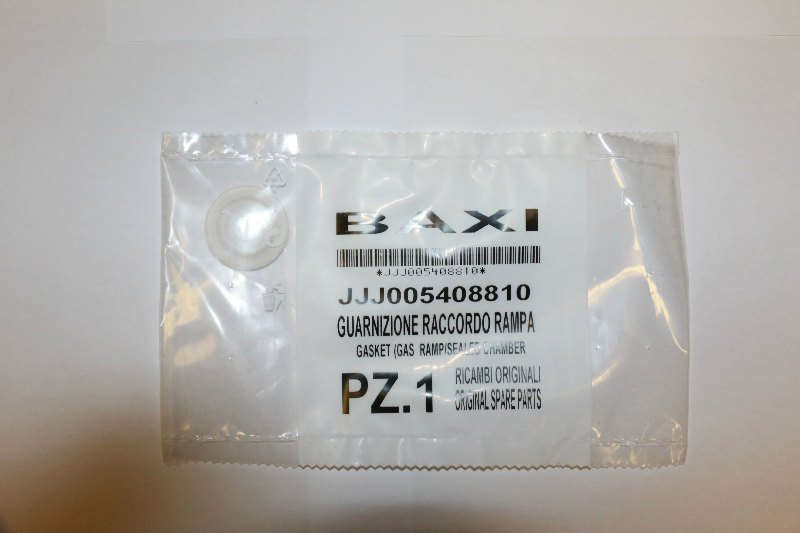 BAXI
*JJJ005408810*
JJJ005408810
GUARNIZIONE RACCORDO RAMPA
GASKET (GAS RAMP/SEALED CHAMBER
PZ.1
RICAMBI ORIGINALI
ORIGINAL SPARE PARTS